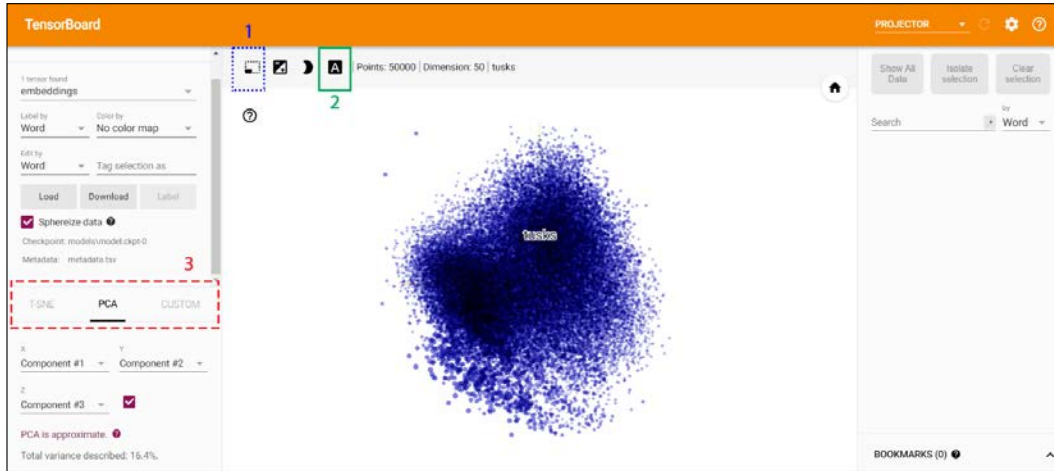 TensorBoard
PROJECTOR
1
1 tensor found
embeddings
Label by
Color by
Word
No color map
Edit by
Word
Tag selection as
Load
Download
Label
Sphereize data
Checkpoint: models\model.ckpt-0
Metadata: metadata.tsv
3
T-SNE
PCA
CUSTOM
X
Y
Component #1
Component #2
Z
Component #3
PCA is approximate.
Total variance described: 16.4%.
A
Points: 50000 | Dimension: 50 | tusks
2
tusks
Show All
Data
Isolate
selection
Clear
selection
by
Search
.*
Word
BOOKMARKS (0)